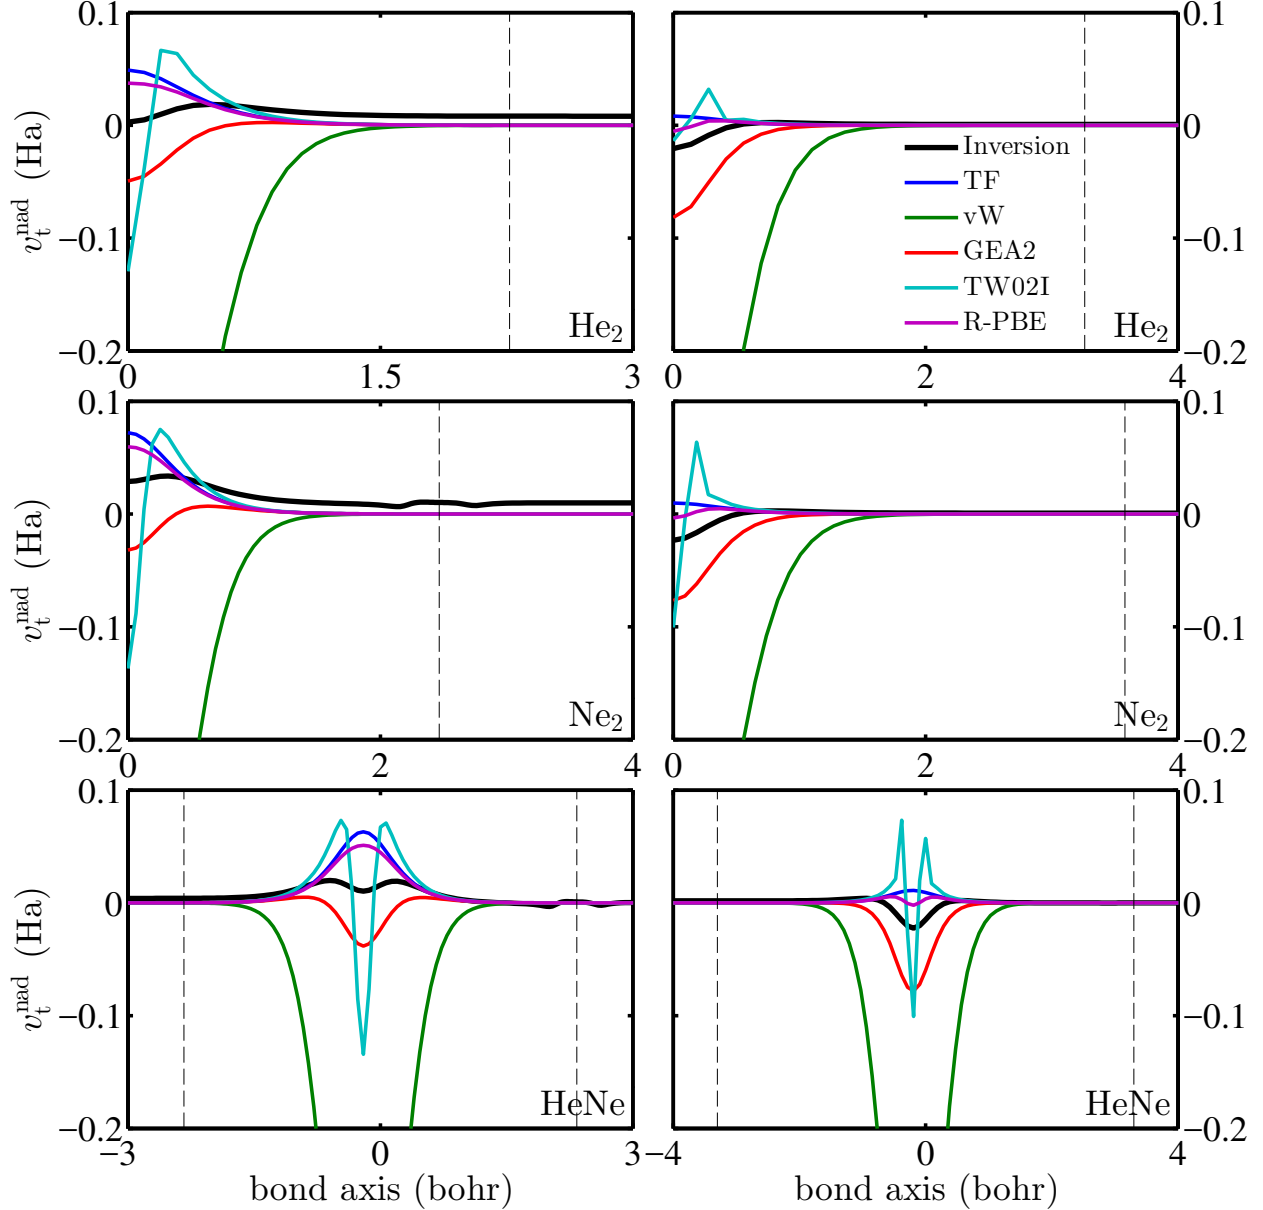 0.1
0
−0.1
−0.2
v_t^nad (Ha)
0
1.5
3
He₂
0.1
0
−0.1
−0.2
0
2
4
Inversion
TF
vW
GEA2
TW02I
R-PBE
He₂
0.1
0
−0.1
−0.2
v_t^nad (Ha)
0
2
4
Ne₂
0.1
0
−0.1
−0.2
0
2
4
Ne₂
0.1
0
−0.1
−0.2
v_t^nad (Ha)
−3
0
3
HeNe
bond axis (bohr)
0.1
0
−0.1
−0.2
−4
0
4
HeNe
bond axis (bohr)